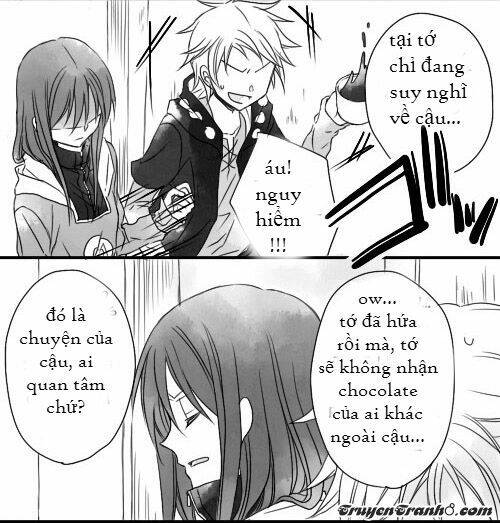 tại tớ
chỉ đang
suy nghĩ
về cậu...
áu!
nguy
hiểm
!!!
ow...
tớ đã hứa
rồi mà, tớ
sẽ không nhận
chocolate
của ai khác
ngoài cậu...
đó là
chuyện của
cậu, ai
quan tâm
chứ?
TruyenTranh8.com